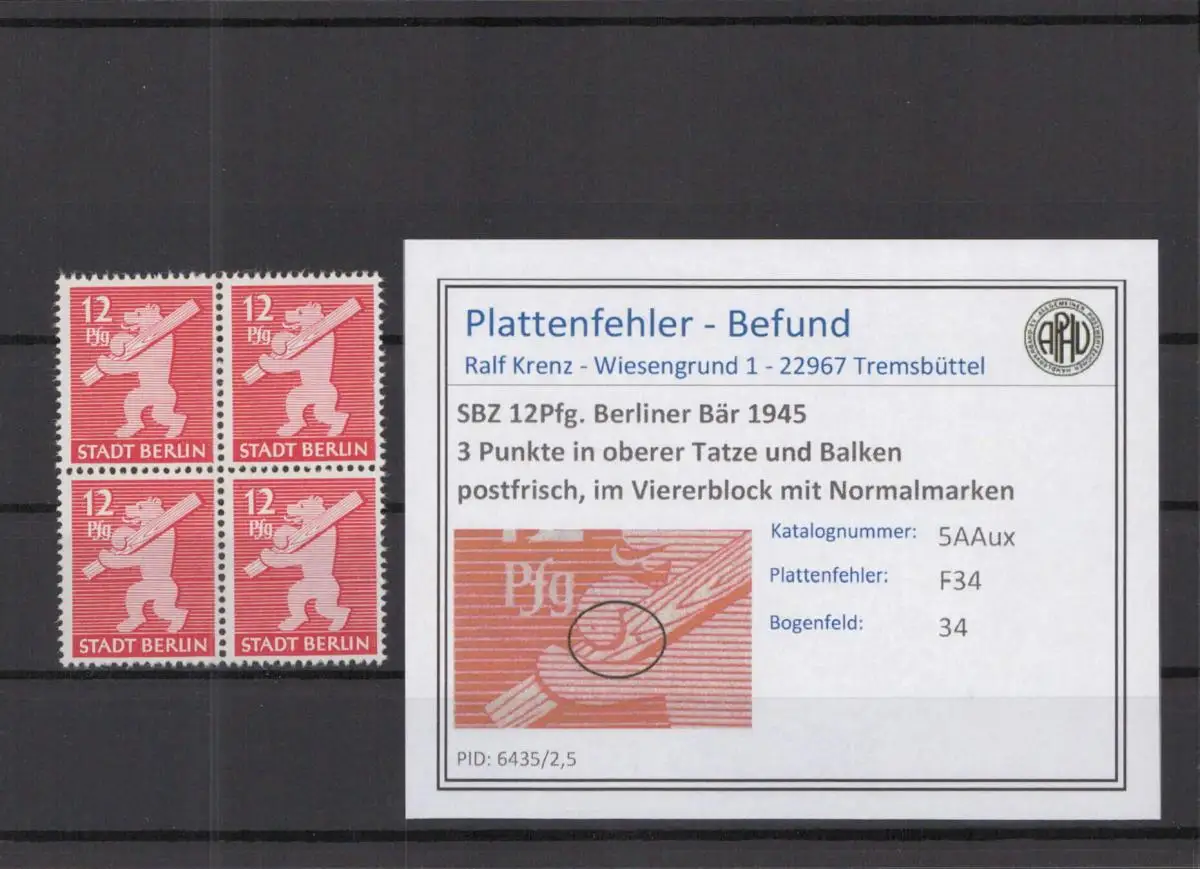 12
Pfg
STADT BERLIN
12
Pfg
STADT BERLIN
12
Pfg
STADT BERLIN
12
Pfg
STADT BERLIN
Plattenfehler - Befund
Ralf Krenz - Wiesengrund 1 - 22967 Tremsbüttel
APHV
SBZ 12Pfg. Berliner Bär 1945
3 Punkte in oberer Tatze und Balken
postfrisch, im Viererblock mit Normalmarken
Pfg
Katalognummer: 5AAux
Plattenfehler: F34
Bogenfeld: 34
PID: 6435/2,5